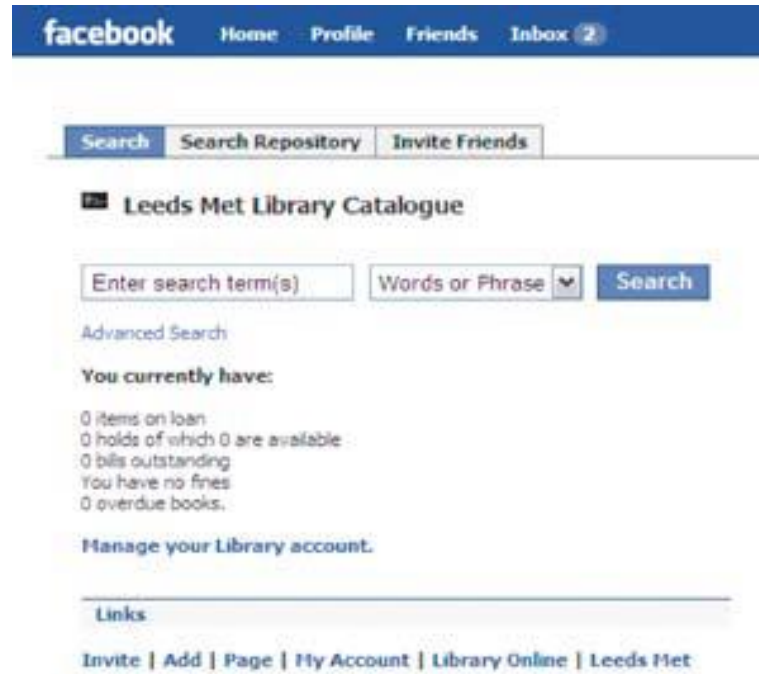 facebook Home Profile Friends Inbox 2
Search Search Repository Invite Friends
Leeds Met Library Catalogue
Enter search term(s) Words or Phrase Search
Advanced Search
You currently have:
0 items on loan
0 holds of which 0 are available
0 bills outstanding
You have no fines
0 overdue books.
Manage your Library account.
Links
Invite | Add | Page | My Account | Library Online | Leeds Met